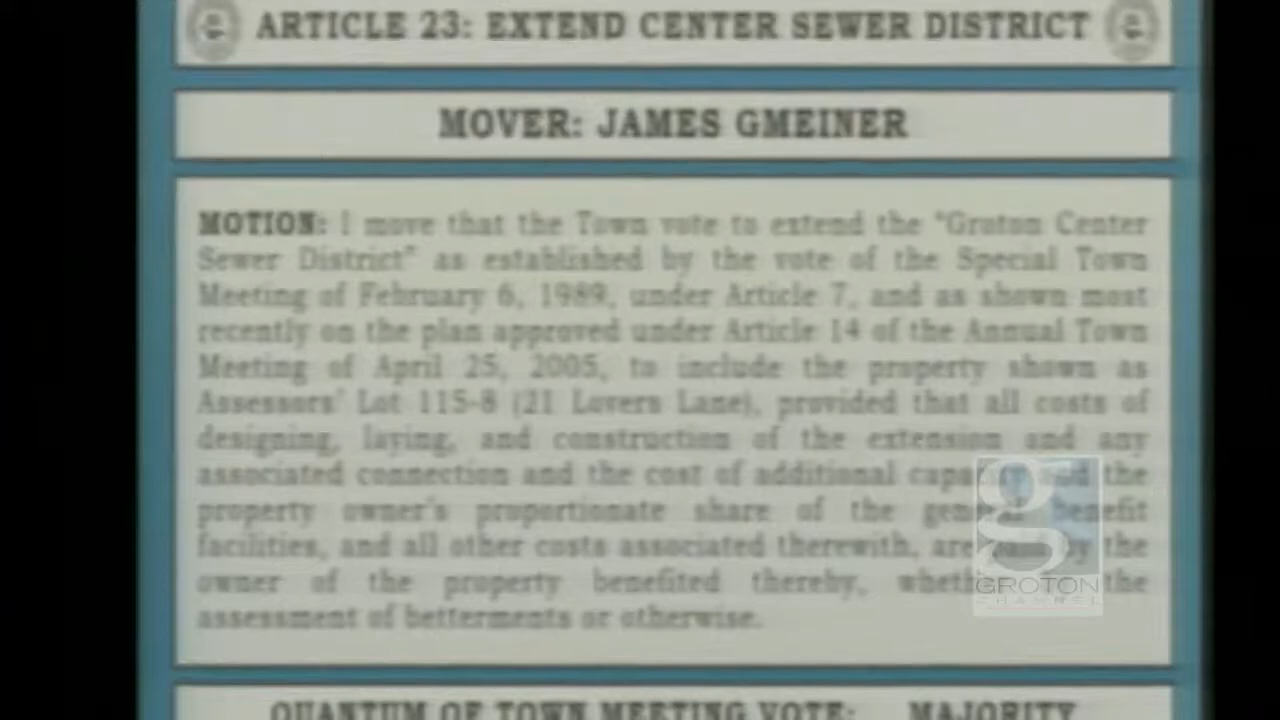 ARTICLE 23: EXTEND CENTER SEWER DISTRICT
MOVER: JAMES GMEINER
MOTION: I move that the Town vote to extend the "Groton Center
Sewer District" as established by the vote of the Special Town
Meeting of February 6, 1989, under Article 7, and as shown most
recently on the plan approved under Article 14 of the Annual Town
Meeting of April 25, 2005, to include the property shown as
Assessors' Lot 115-8 (21 Lovers Lane), provided that all costs of
designing, laying, and construction of the extension and any
associated connection and the cost of additional capacity and the
property owner's proportionate share of the general benefit
facilities, and all other costs associated therewith, are paid by the
owner of the property benefited thereby, whether the
assessment of betterments or otherwise.
g
GROTON
CHANNEL
QUANTUM OF TOWN MEETING VOTE: MAJORITY